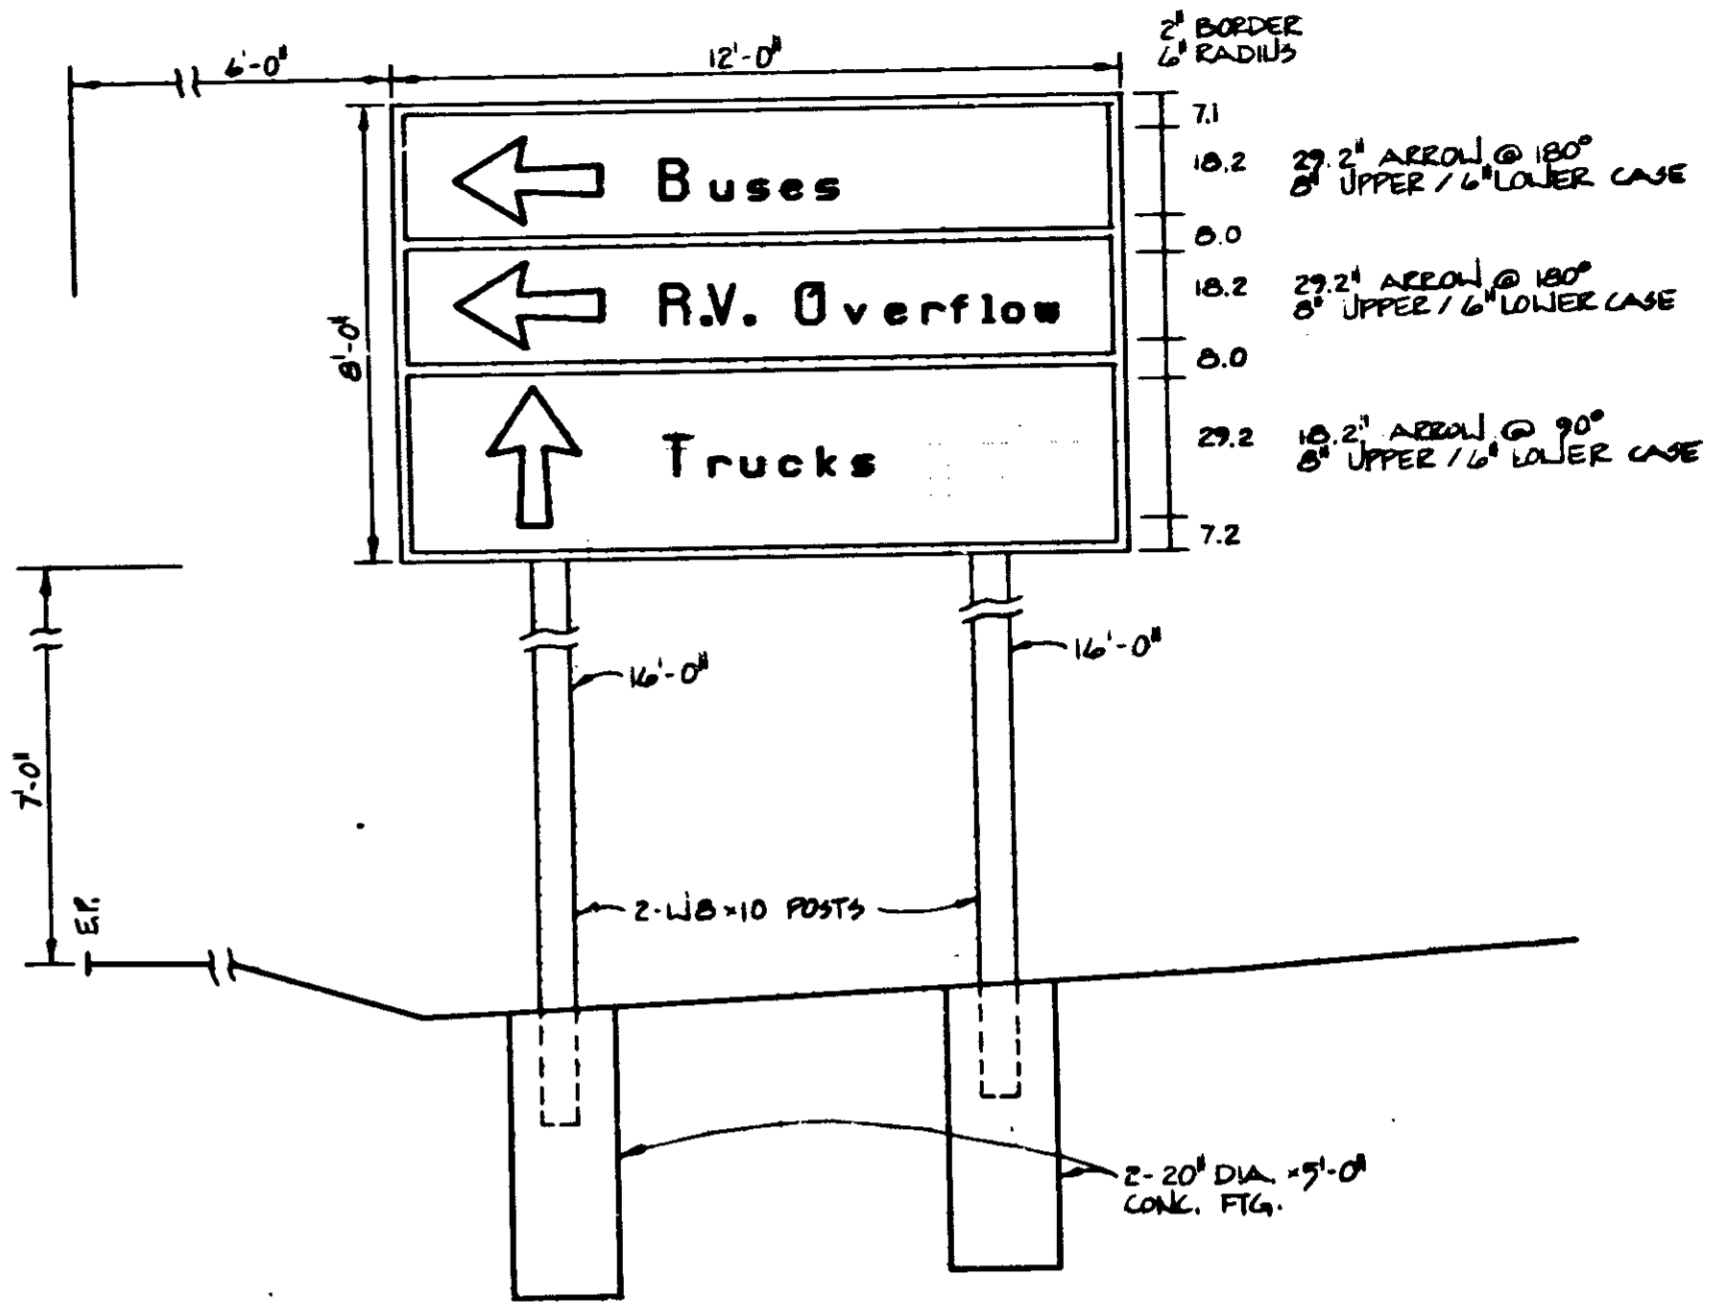 2" BORDER
6" RADIUS
6'-0"
12'-0"
8'-0"
Buses
R.V. Overflow
Trucks
7.1
18.2
8.0
18.2
8.0
29.2
7.2
29.2" ARROW @ 180°
8" UPPER / 6" LOWER CASE
29.2" ARROW @ 180°
8" UPPER / 6" LOWER CASE
18.2" ARROW @ 90°
8" UPPER / 6" LOWER CASE
16'-0"
16'-0"
7'-0"
E.P.
2-W8×10 POSTS
2-20" DIA. ×5'-0"
CONC. FTG.